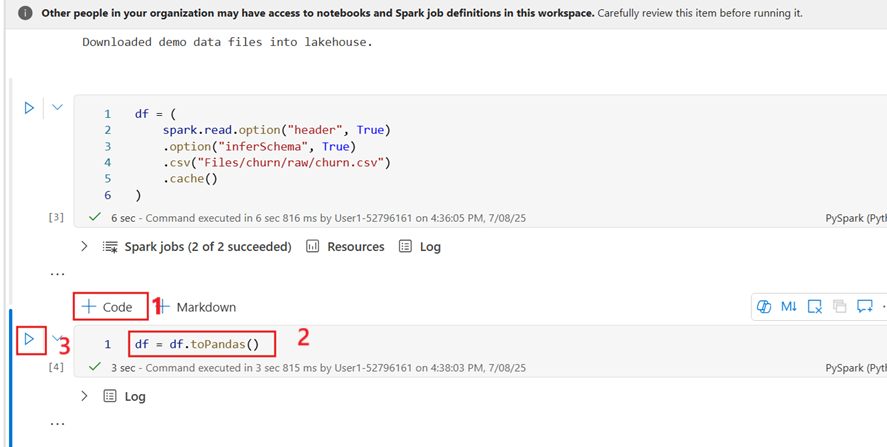 Other people in your organization may have access to notebooks and Spark job definitions in this workspace. Carefully review this item before running it.
Downloaded demo data files into lakehouse.
1 df = (
2 spark.read.option("header", True)
3 .option("inferSchema", True)
4 .csv("Files/churn/raw/churn.csv")
5 .cache()
6 )
[3] 6 sec - Command executed in 6 sec 816 ms by User1-52796161 on 4:36:05 PM, 7/08/25 PySpark (Pyth
Spark jobs (2 of 2 succeeded) Resources Log
...
+ Code 1 + Markdown M↓
3 1 df = df.toPandas() 2
[4] 3 sec - Command executed in 3 sec 815 ms by User1-52796161 on 4:38:03 PM, 7/08/25 PySpark (Pyth
Log
...